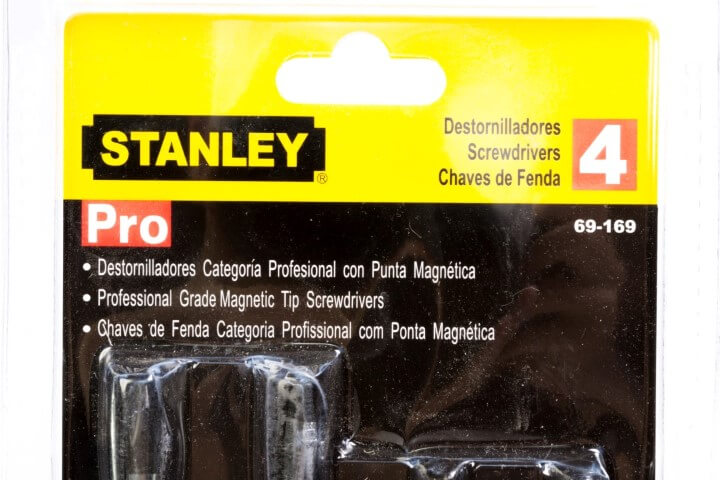 STANLEY®
Destornilladores
Screwdrivers
Chaves de Fenda
4
Pro
69-169
• Destornilladores Categoría Profesional con Punta Magnética
• Professional Grade Magnetic Tip Screwdrivers
• Chaves de Fenda Categoria Profissional com Ponta Magnética